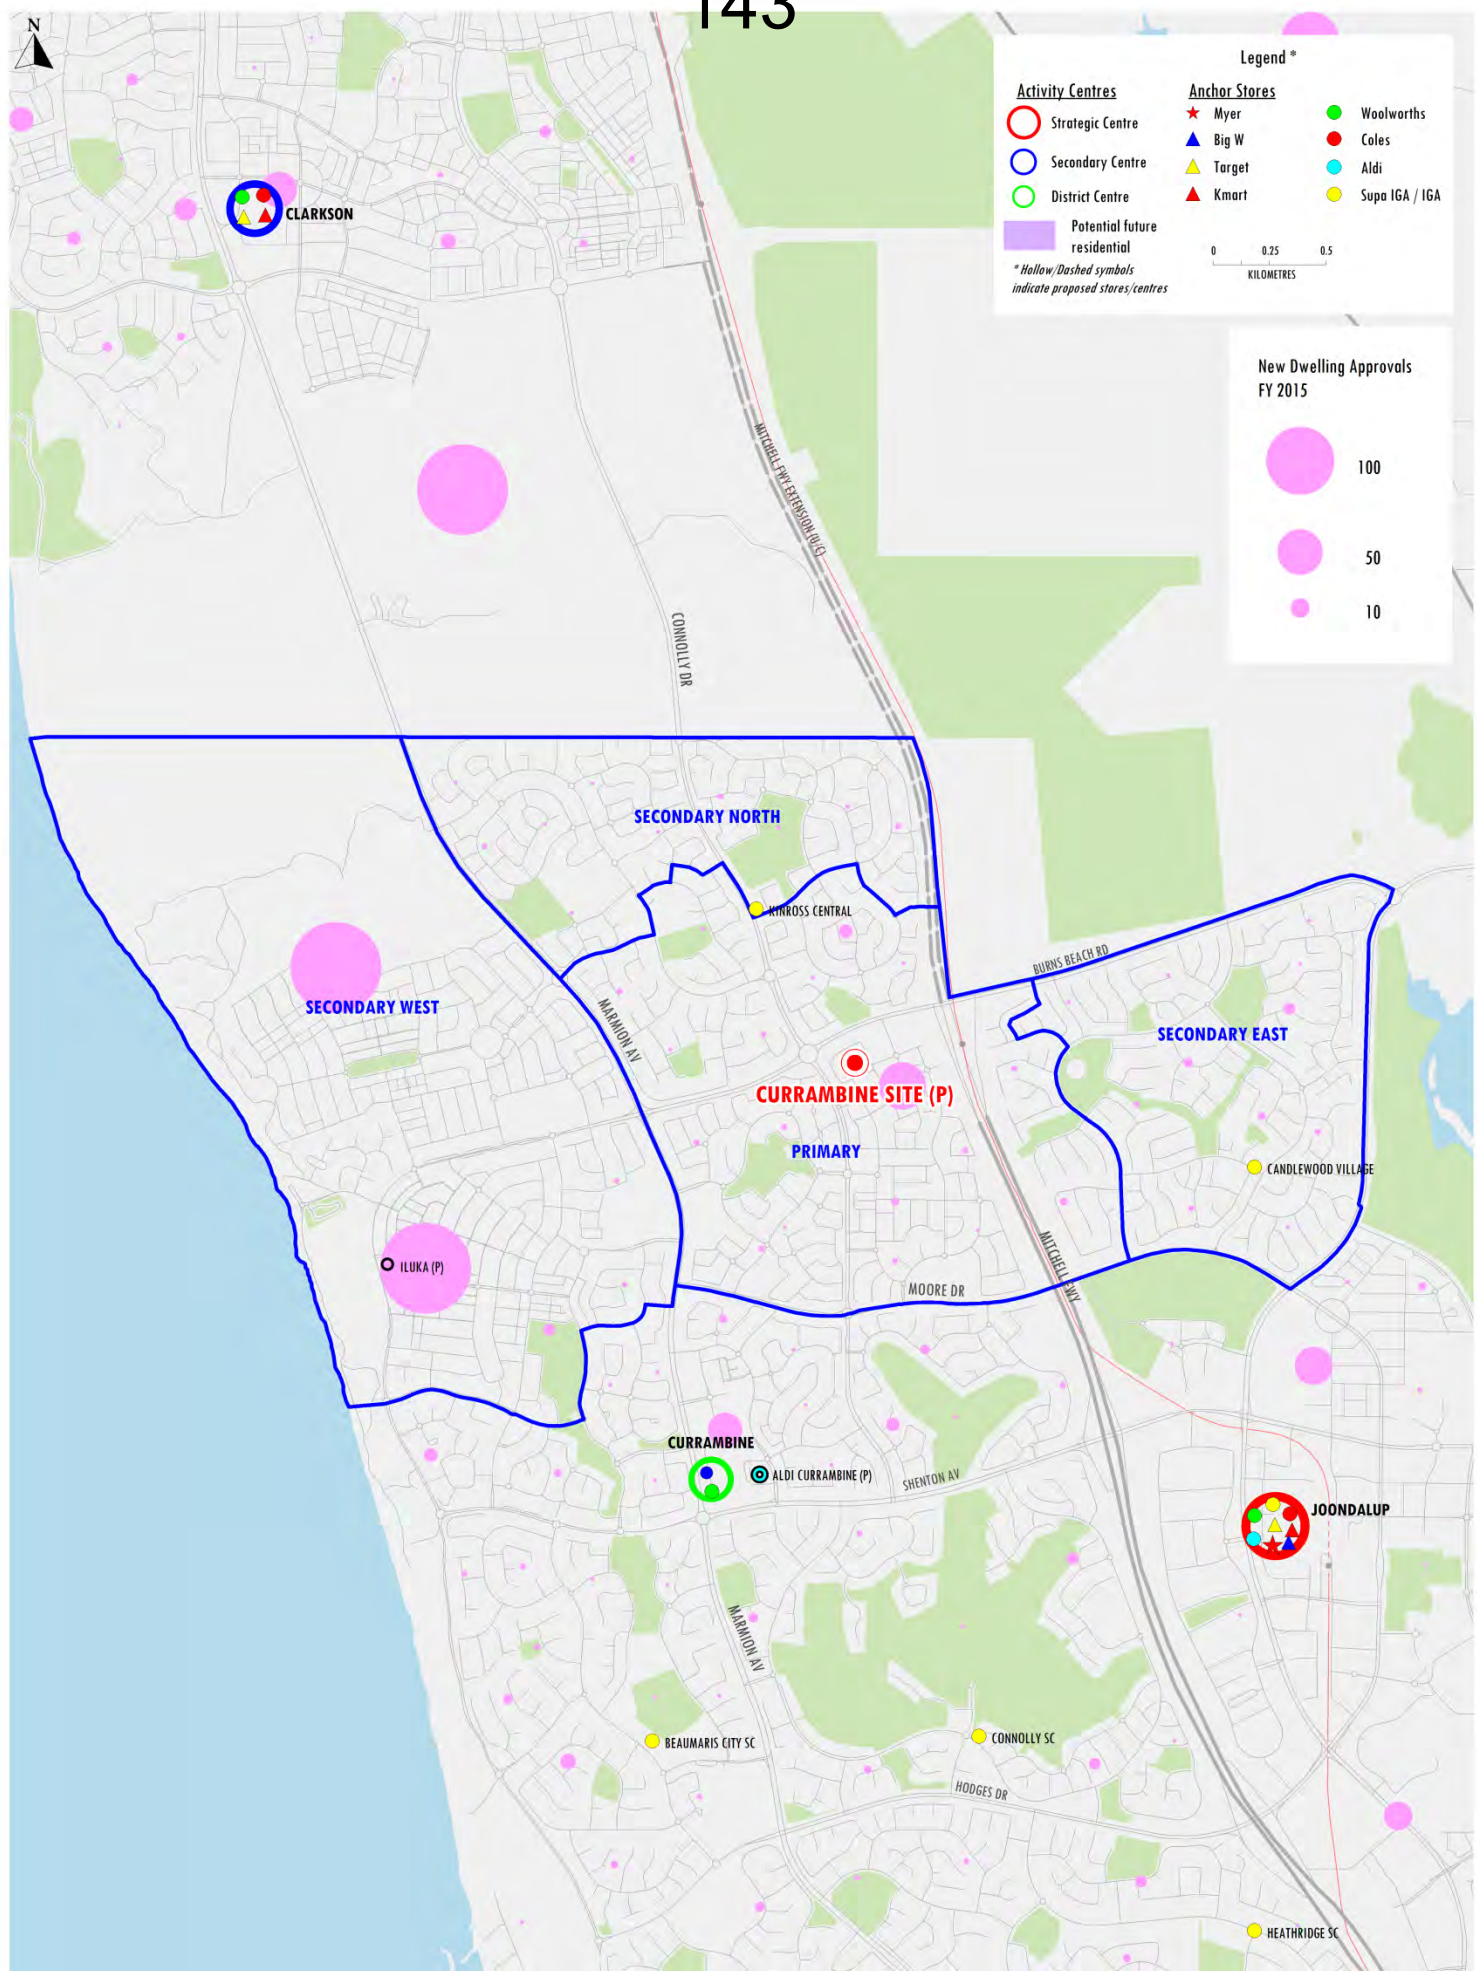 143
N
Legend *
Activity Centres
Strategic Centre
Secondary Centre
District Centre
Potential future
residential
* Hollow/Dashed symbols
indicate proposed stores/centres
Anchor Stores
Myer
Big W
Target
Kmart
Woolworths
Coles
Aldi
Supa IGA / IGA
0 0.25 0.5
KILOMETRES
New Dwelling Approvals
FY 2015
100
50
10
CLARKSON
MITCHELL FWY EXTENSION (U/C)
CONNOLLY DR
SECONDARY NORTH
KINROSS CENTRAL
BURNS BEACH RD
SECONDARY WEST
MARMION AV
SECONDARY EAST
CURRAMBINE SITE (P)
PRIMARY
CANDLEWOOD VILLAGE
ILUKA (P)
MITCHELL FWY
MOORE DR
CURRAMBINE
ALDI CURRAMBINE (P)
SHENTON AV
JOONDALUP
MARMION AV
BEAUMARIS CITY SC
CONNOLLY SC
HODGES DR
HEATHRIDGE SC